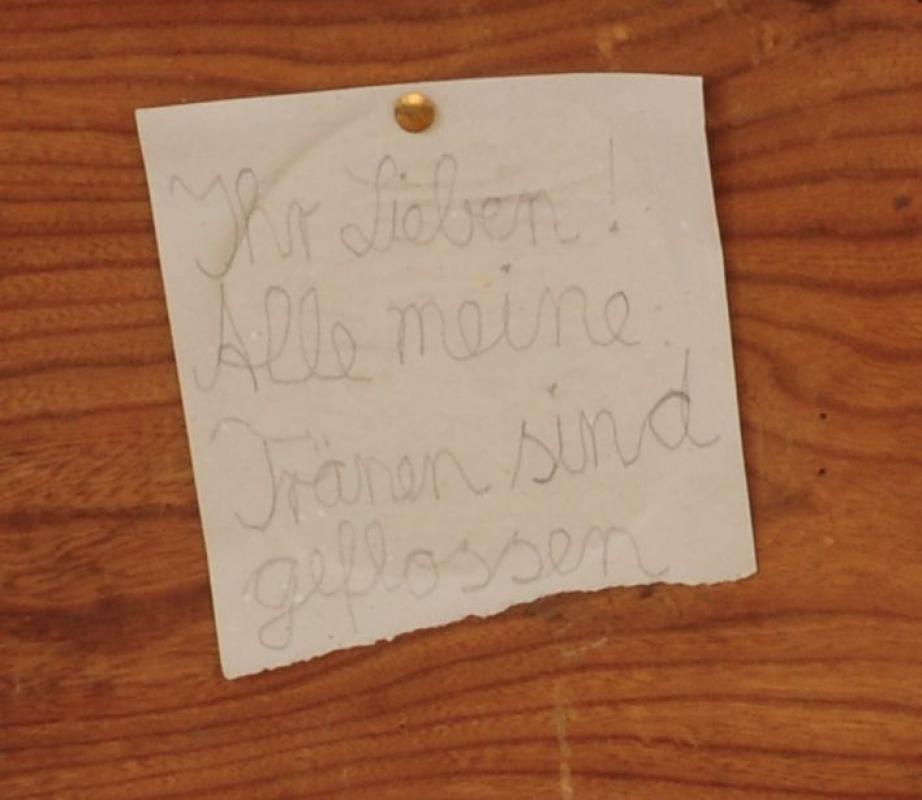 Ihr Lieben!
Alle meine
Tränen sind
geflossen